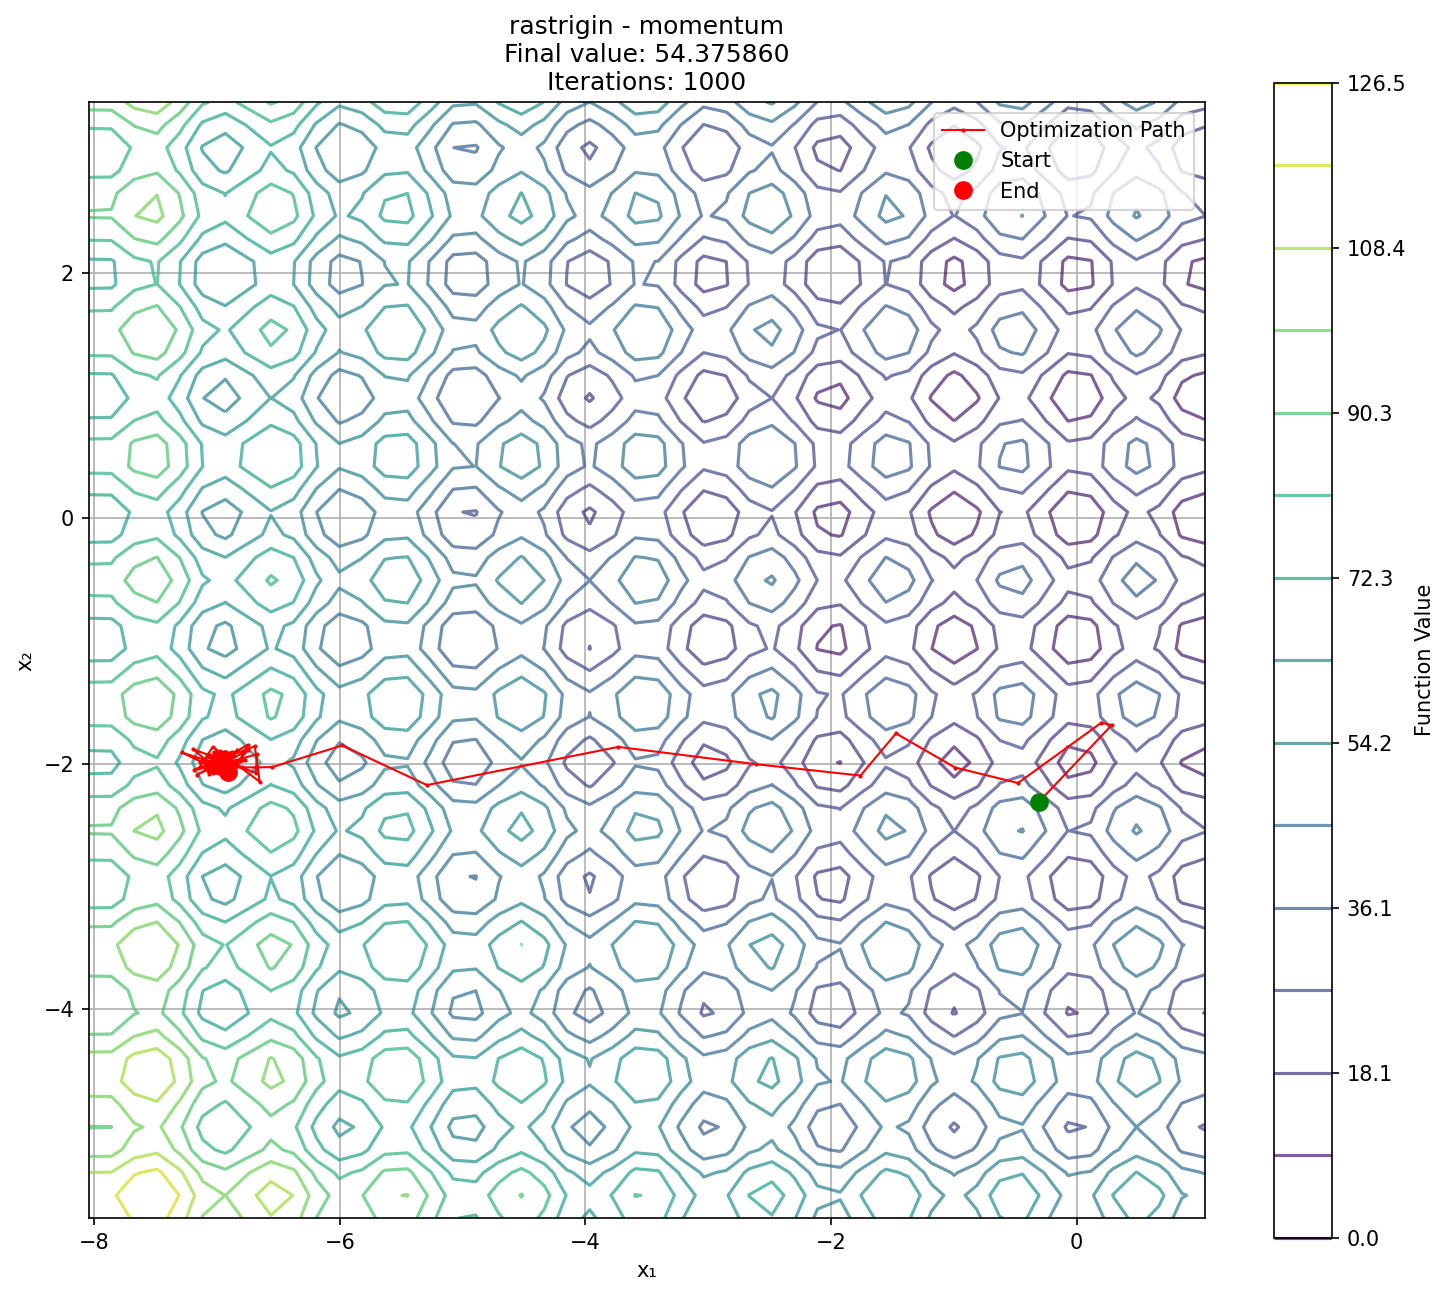 rastrigin - momentum
Final value: 54.375860
Iterations: 1000
Optimization Path
Start
End
2
0
−2
−4
x₂
−8
−6
−4
−2
0
x₁
126.5
108.4
90.3
72.3
54.2
36.1
18.1
0.0
Function Value